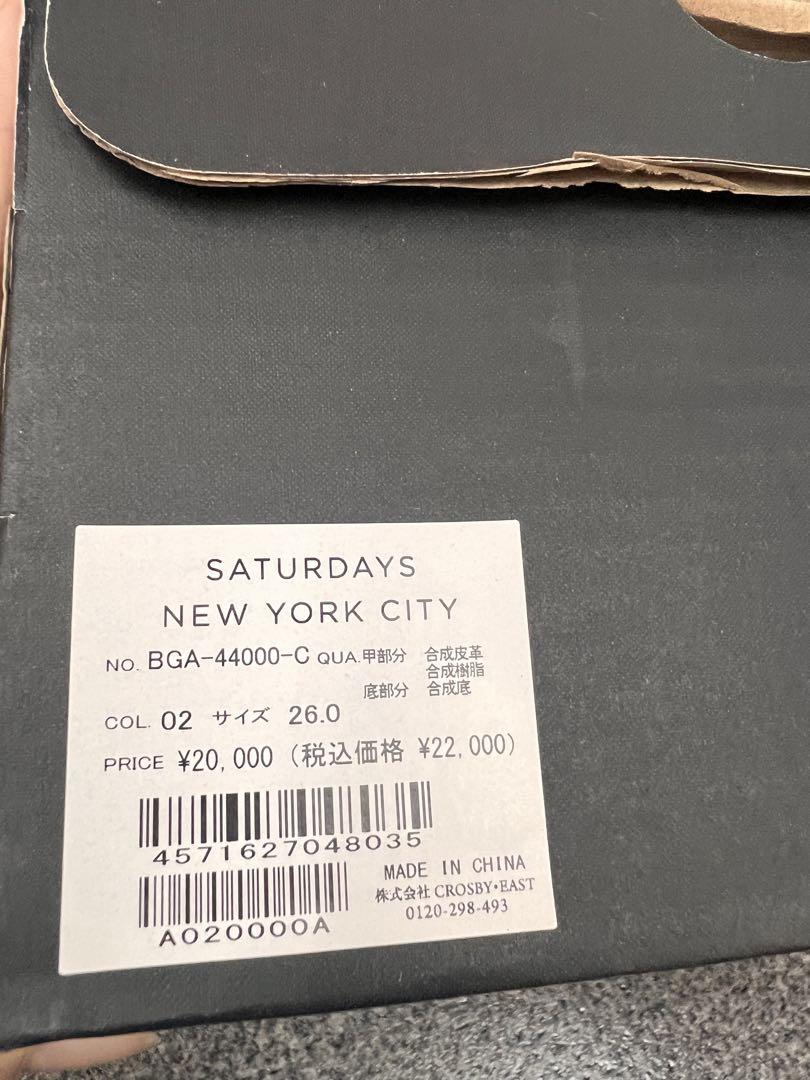 SATURDAYS
NEW YORK CITY
NO. BGA-44000-C QUA.甲部分 合成皮革
合成樹脂
底部分 合成底
COL. 02 サイズ 26.0
PRICE ¥20,000 (税込価格 ¥22,000)
4571627048035
MADE IN CHINA
株式会社 CROSBY・EAST
0120-298-493
A020000A